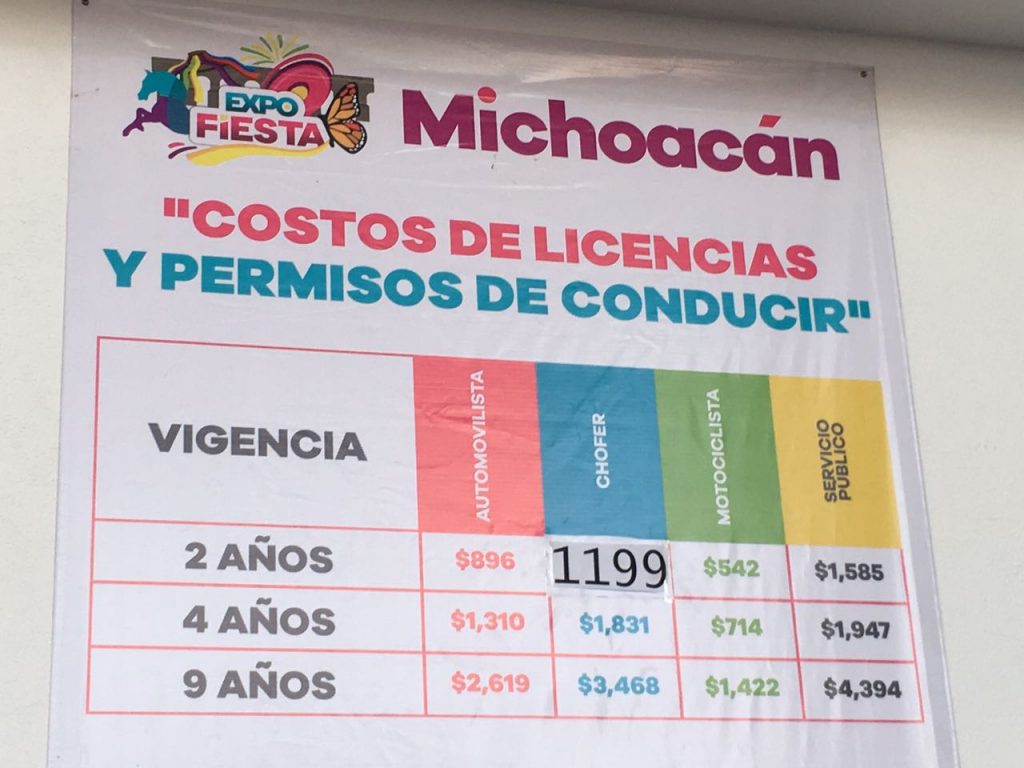 EXPO
FIESTA
Michoacán
"COSTOS DE LICENCIAS
Y PERMISOS DE CONDUCIR"
VIGENCIA AUTOMOVILISTA CHOFER MOTOCICLISTA SERVICIO PÚBLICO
2 AÑOS $896 1199 $542 $1,585
4 AÑOS $1,310 $1,831 $714 $1,947
9 AÑOS $2,619 $3,468 $1,422 $4,394